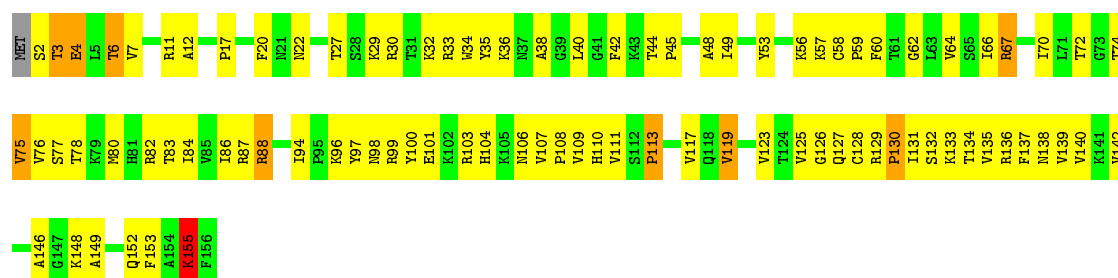 MET S2 T3 E4 L5 T6 V7 R11 A12 P17 F20 N21 N22 T27 S28 K29 R30 T31 K32 R33 W34 Y35 K36 N37 A38 G39 L40 G41 F42 K43 T44 P45 A48 I49 Y53 K56 K57 C58 P59 F60 T61 G62 L63 V64 S65 I66 R67 I70 L71 T72 G73 T74
V75 V76 S77 T78 K79 M80 H81 R82 T83 I84 V85 I86 R87 R88 I94 P95 K96 Y97 N98 R99 Y100 E101 K102 R103 H104 K105 N106 V107 P108 V109 H110 V111 S112 P113 V117 Q118 V119 V123 T124 V125 G126 Q127 C128 R129 P130 I131 S132 K133 T134 V135 R136 F137 N138 V139 V140 K141 V142
A146 G147 K148 A149 Q152 F153 A154 K155 F156